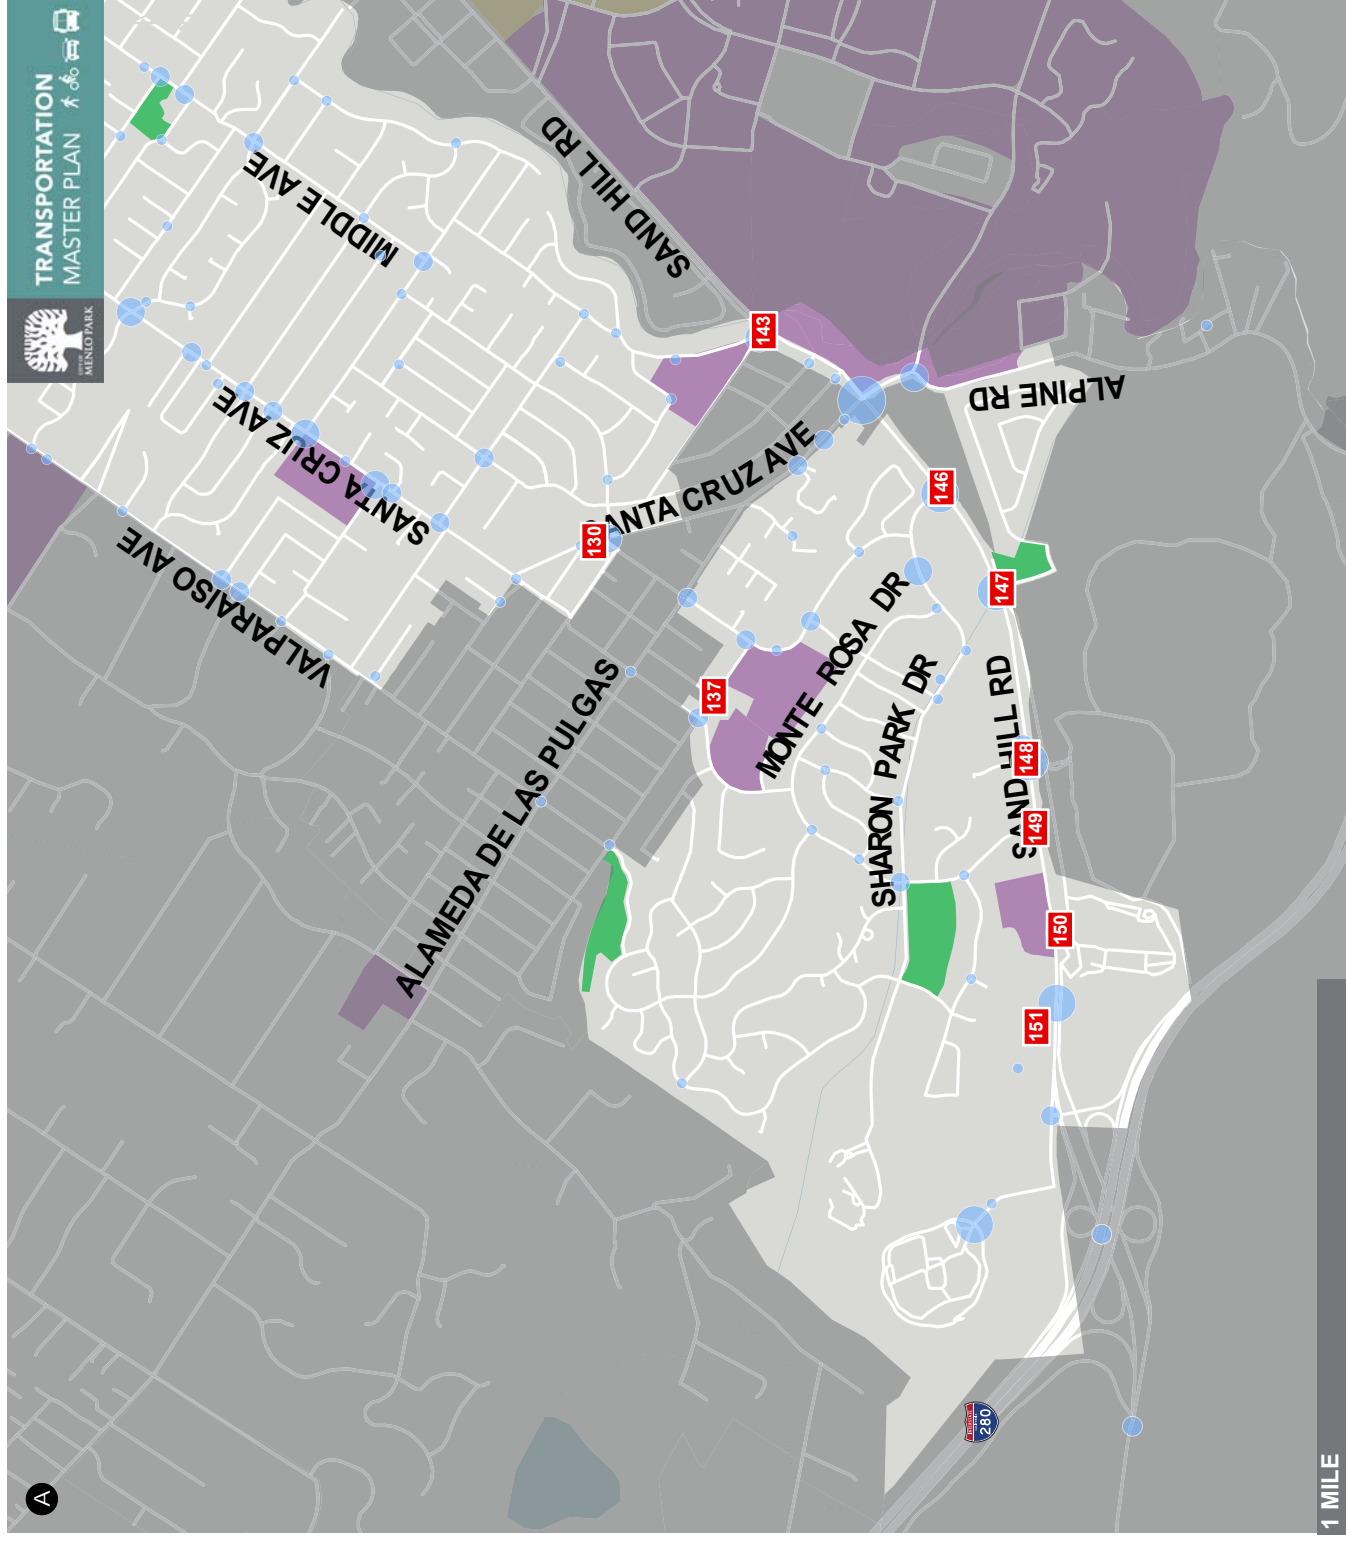 TRANSPORTATION
MASTER PLAN
CITY OF
MENLO PARK
MIDDLE AVE
SAND HILL RD
SANTA CRUZ AVE
VALPARAISO AVE
SANTA CRUZ AVE
ALPINE RD
ALAMEDA DE LAS PULGAS
MONTE ROSA DR
SHARON PARK DR
SAND HILL RD
143
130
146
147
137
148
149
150
151
280
A
1 MILE